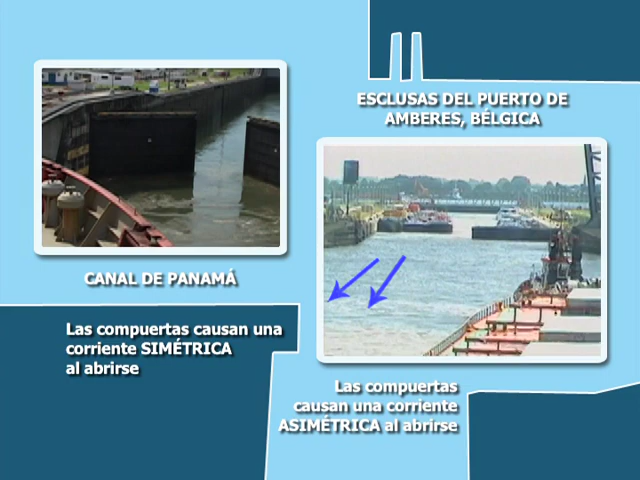 ESCLUSAS DEL PUERTO DE
AMBERES, BÉLGICA
CANAL DE PANAMÁ
Las compuertas causan una
corriente SIMÉTRICA
al abrirse
Las compuertas
causan una corriente
ASIMÉTRICA al abrirse